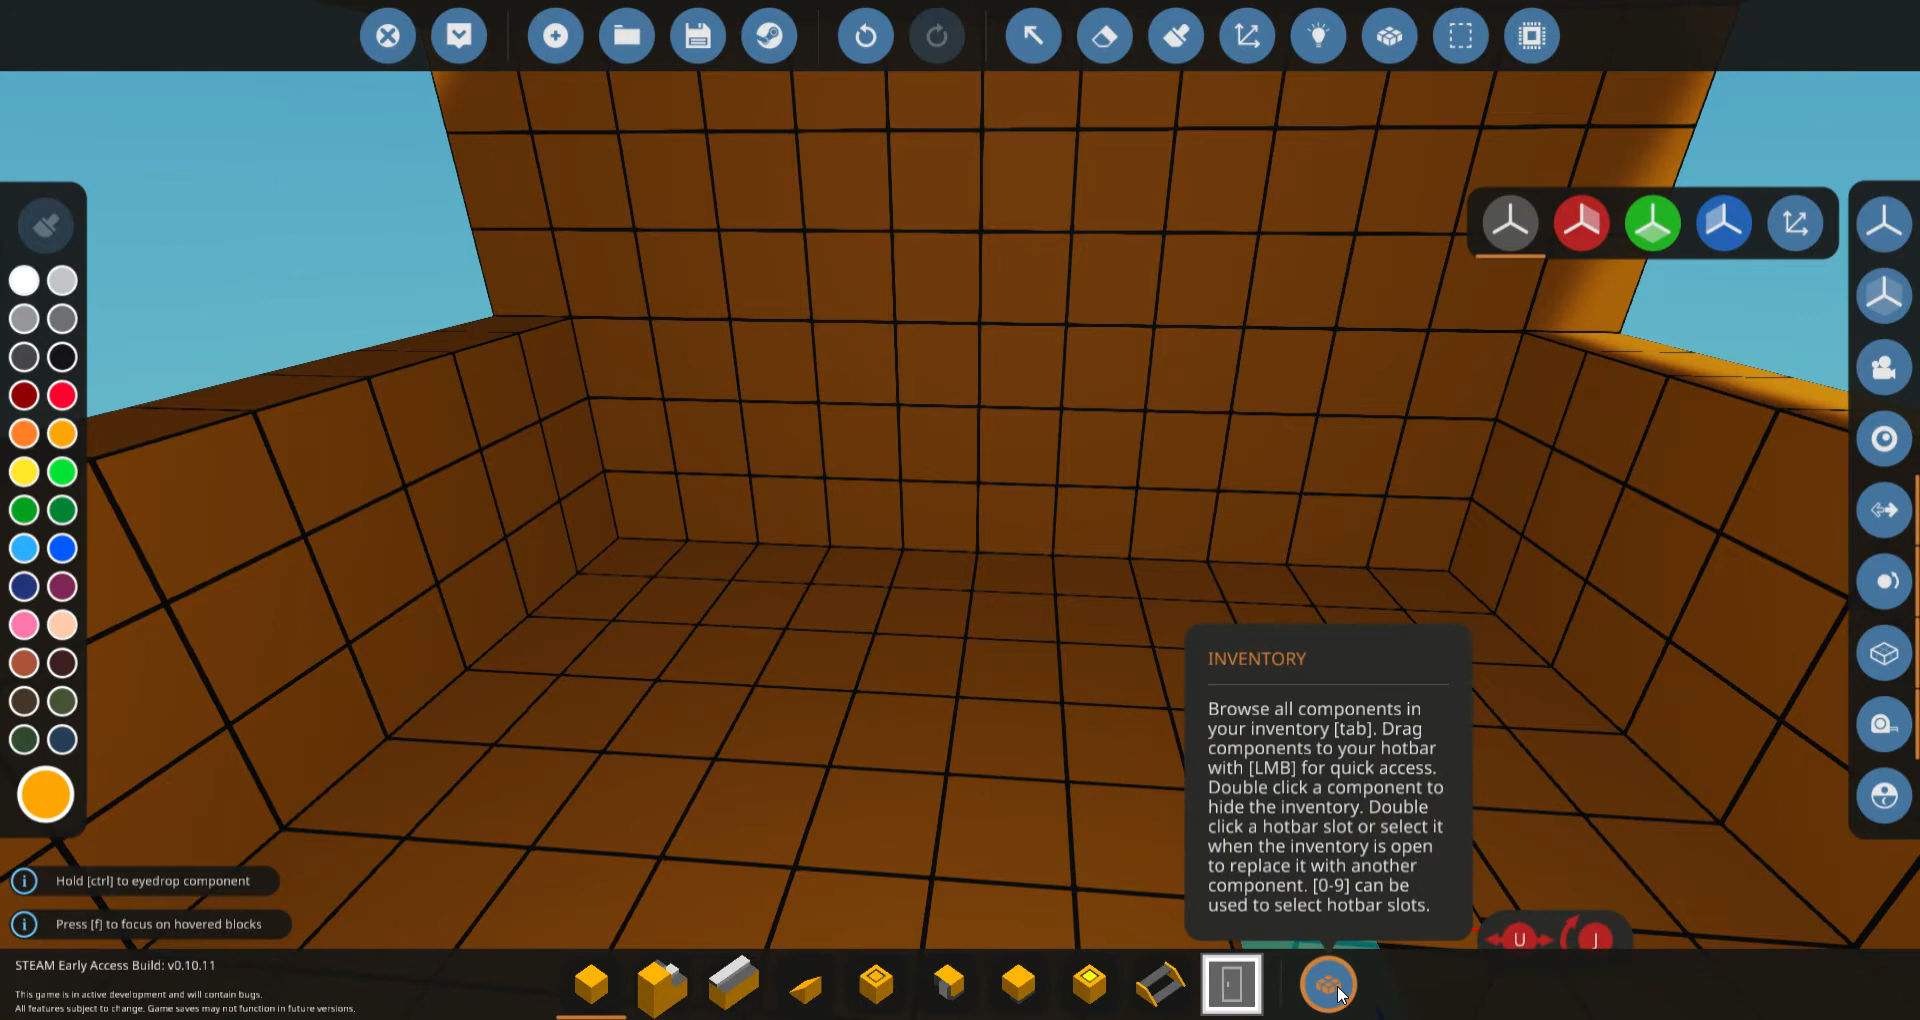 INVENTORY
Browse all components in
your inventory [tab]. Drag
components to your hotbar
with [LMB] for quick access.
Double click a component to
hide the inventory. Double
click a hotbar slot or select it
when the inventory is open
to replace it with another
component. [0-9] can be
used to select hotbar slots.
Hold [ctrl] to eyedrop component
Press [f] to focus on hovered blocks
U J
STEAM Early Access Build: v0.10.11
This game is in active development and will contain bugs.
All features subject to change. Game saves may not function in future versions.